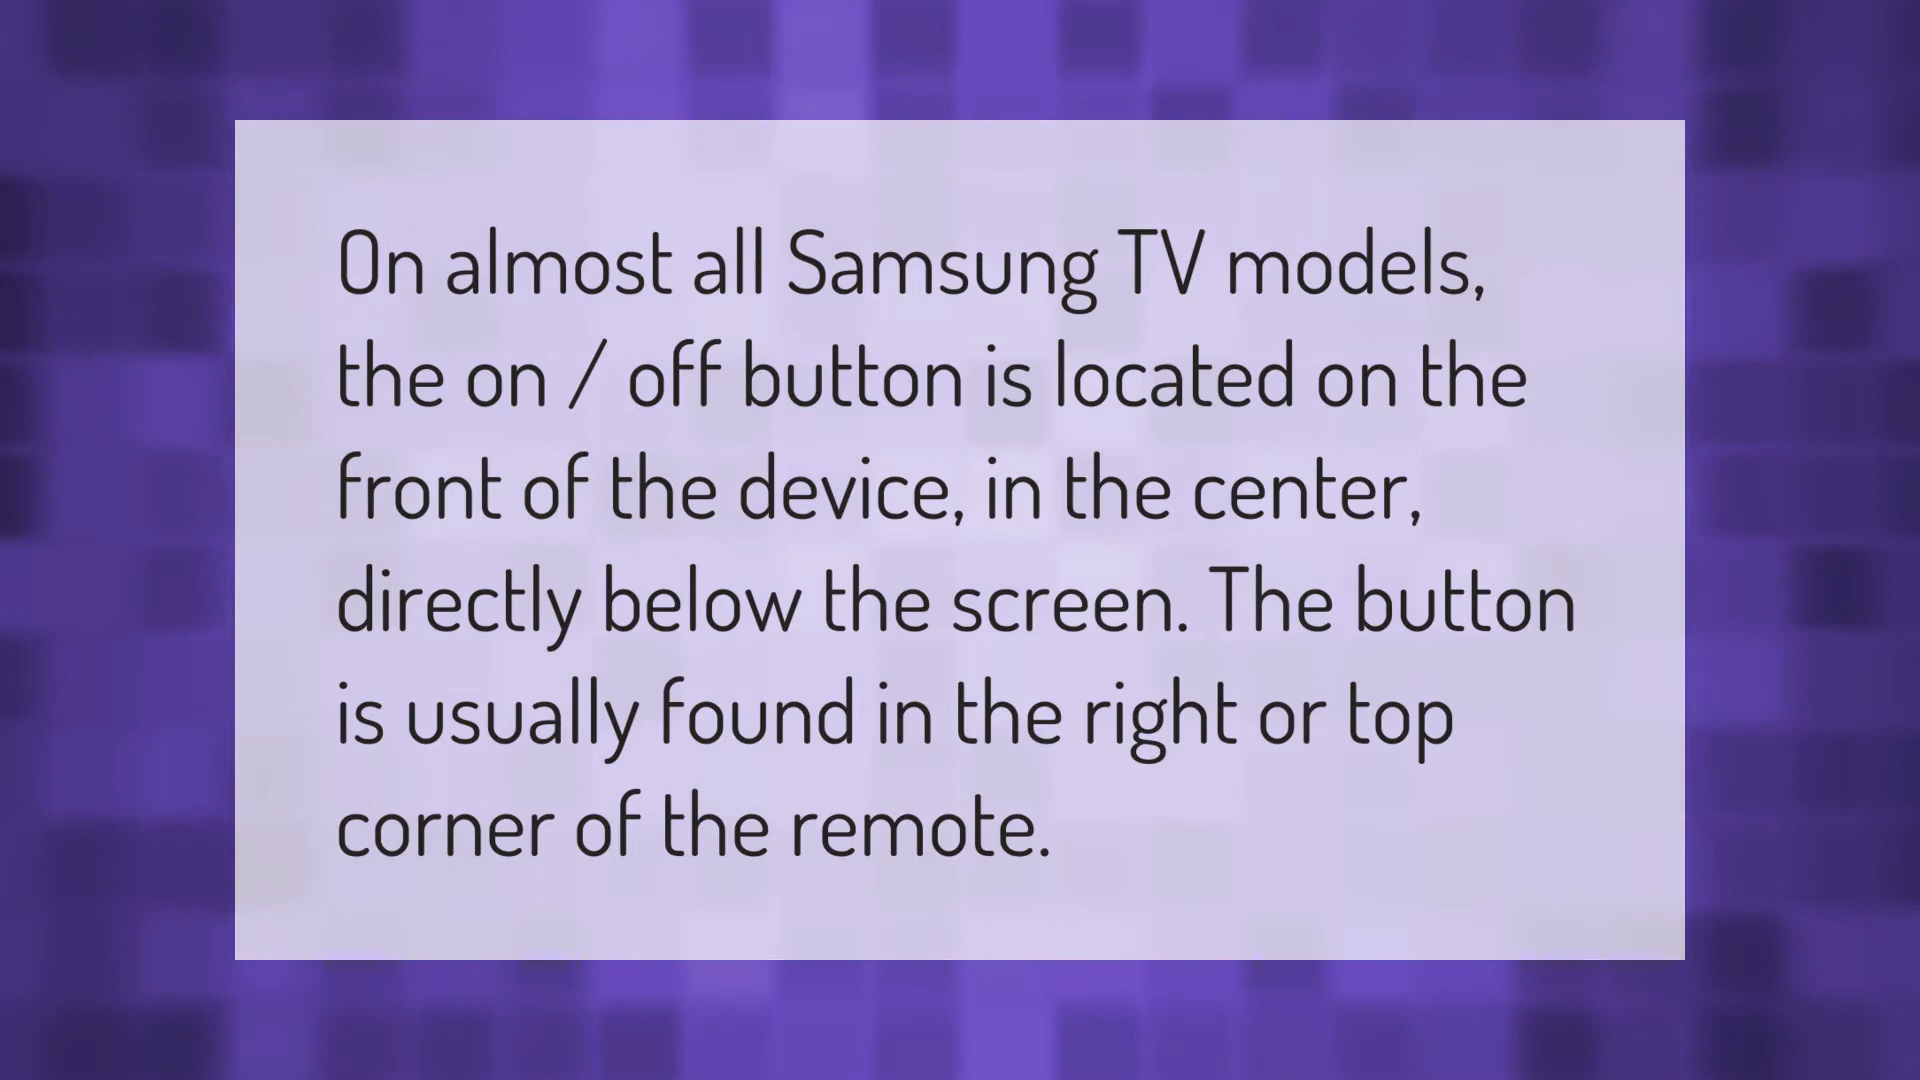 On almost all Samsung TV models,
the on / off button is located on the
front of the device, in the center,
directly below the screen. The button
is usually found in the right or top
corner of the remote.